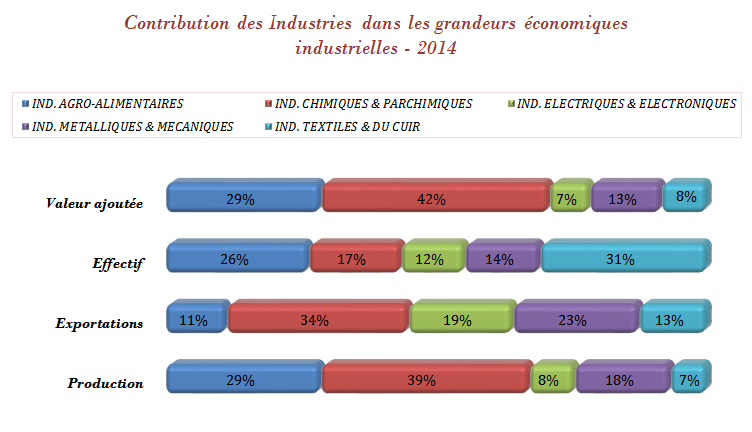 Contribution des Industries dans les grandeurs économiques
industrielles - 2014
IND. AGRO-ALIMENTAIRES IND. CHIMIQUES & PARCHIMIQUES IND. ELECTRIQUES & ELECTRONIQUES
IND. METALLIQUES & MECANIQUES IND. TEXTILES & DU CUIR
Valeur ajoutée 29% 42% 7% 13% 8%
Effectif 26% 17% 12% 14% 31%
Exportations 11% 34% 19% 23% 13%
Production 29% 39% 8% 18% 7%